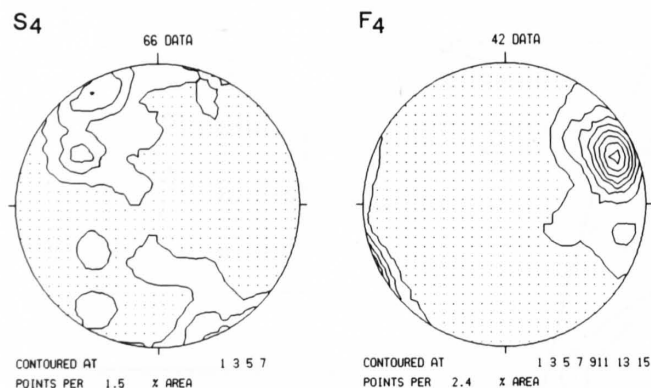 S4
66 DATA
CONTOURED AT 1 3 5 7
POINTS PER 1.5 % AREA
F4
42 DATA
CONTOURED AT 1 3 5 7 911 13 15
POINTS PER 2.4 % AREA